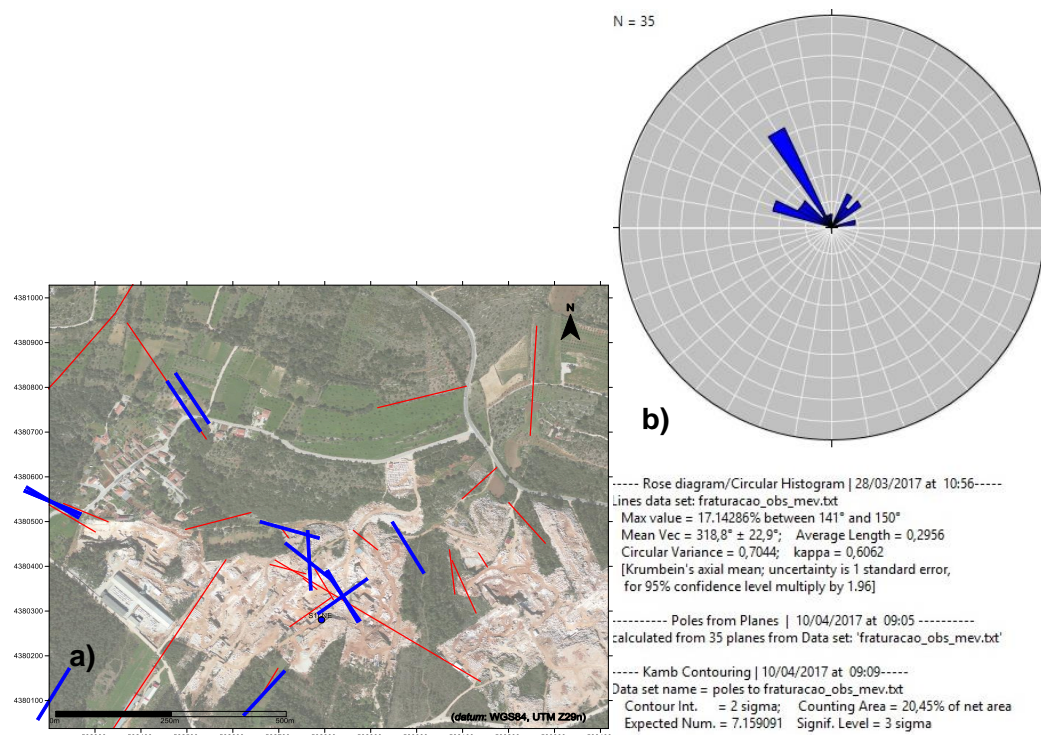 N = 35
b)
4381000
4380900
4380800
4380700
4380600
4380500
4380400
4380300
4380200
4380100
N
a)
0m 250m 500m
(datum: WGS84, UTM Z29n)
----- Rose diagram/Circular Histogram | 28/03/2017 at 10:56-----
Lines data set: fraturacao_obs_mev.txt
Max value = 17.14286% between 141° and 150°
Mean Vec = 318,8° ± 22,9°; Average Length = 0,2956
Circular Variance = 0,7044; kappa = 0,6062
[Krumbein's axial mean; uncertainty is 1 standard error,
for 95% confidence level multiply by 1.96]
---------- Poles from Planes | 10/04/2017 at 09:05 ----------
calculated from 35 planes from Data set: 'fraturacao_obs_mev.txt'
----- Kamb Contouring | 10/04/2017 at 09:09-----
Data set name = poles to fraturacao_obs_mev.txt
Contour Int. = 2 sigma; Counting Area = 20,45% of net area
Expected Num. = 7.159091 Signif. Level = 3 sigma